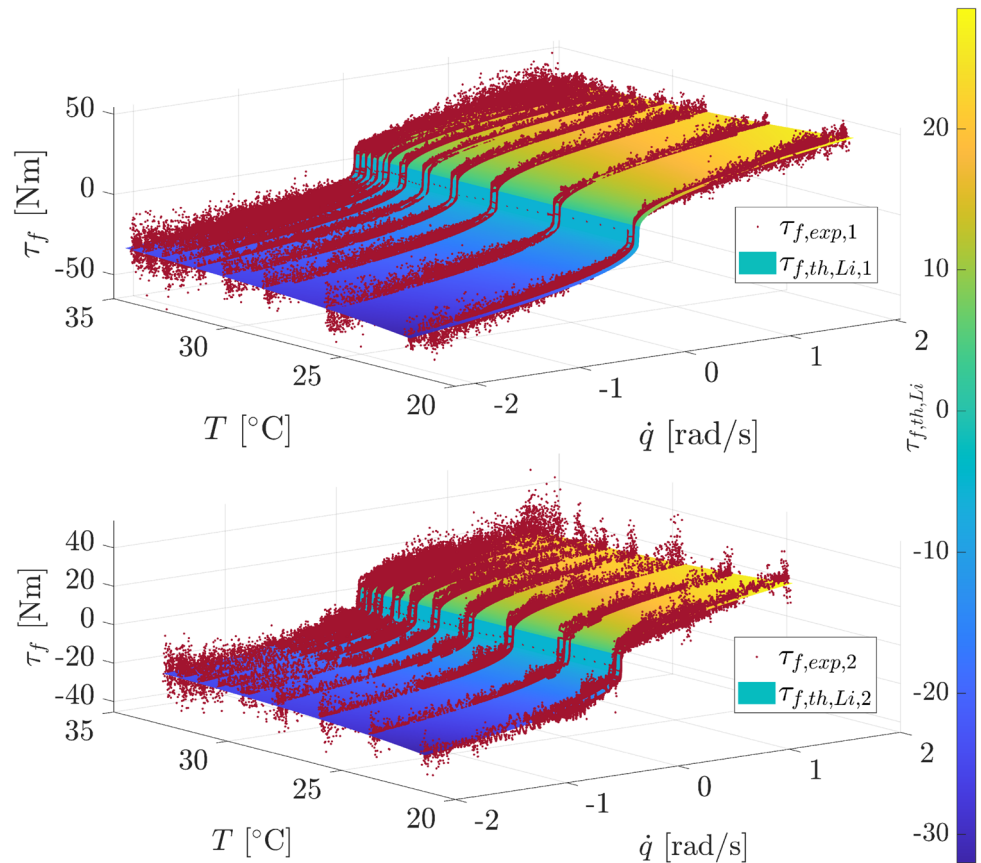 50
0
-50
τ_f [Nm]
35
30
25
20
T [°C]
-2
-1
0
1
2
q̇ [rad/s]
τ_{f,exp,1}
τ_{f,th,Li,1}
40
20
0
-20
-40
τ_f [Nm]
35
30
25
20
T [°C]
-2
-1
0
1
2
q̇ [rad/s]
τ_{f,exp,2}
τ_{f,th,Li,2}
τ_{f,th,Li}
20
10
0
-10
-20
-30